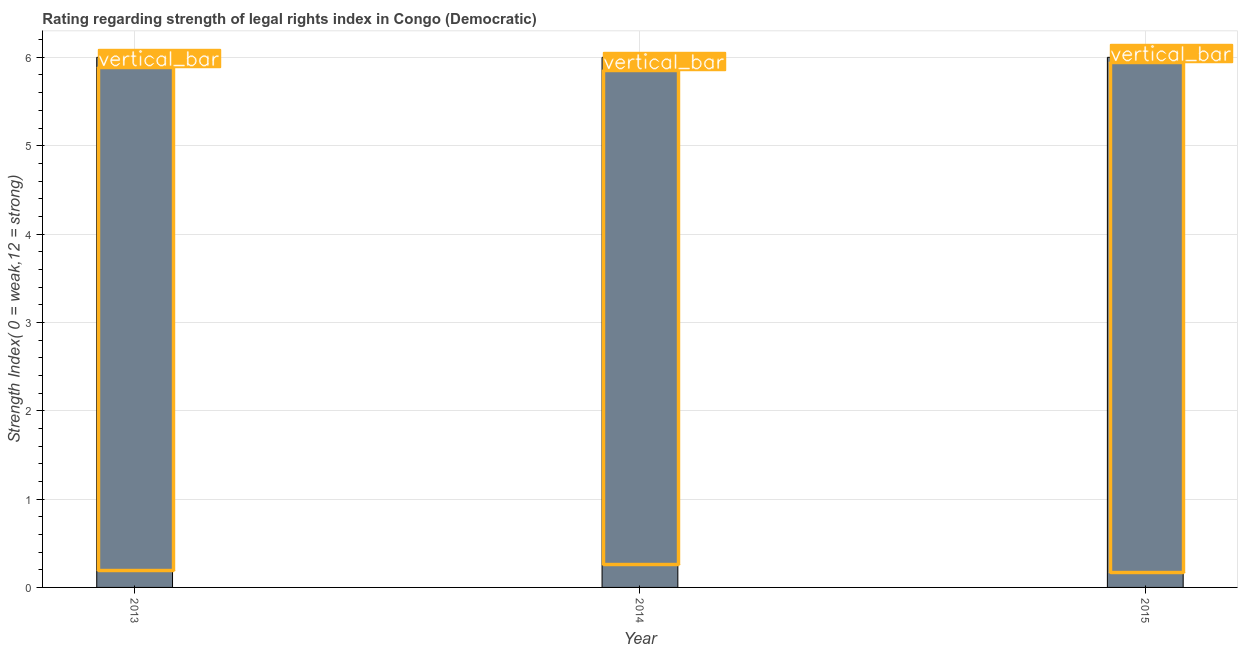 Rating regarding strength of legal rights index in Congo (Democratic)
vertical_bar
vertical_bar
vertical_bar
6
5
4
3
2
1
0
Strength Index( 0 = weak,12 = strong)
2013
2014
2015
Year